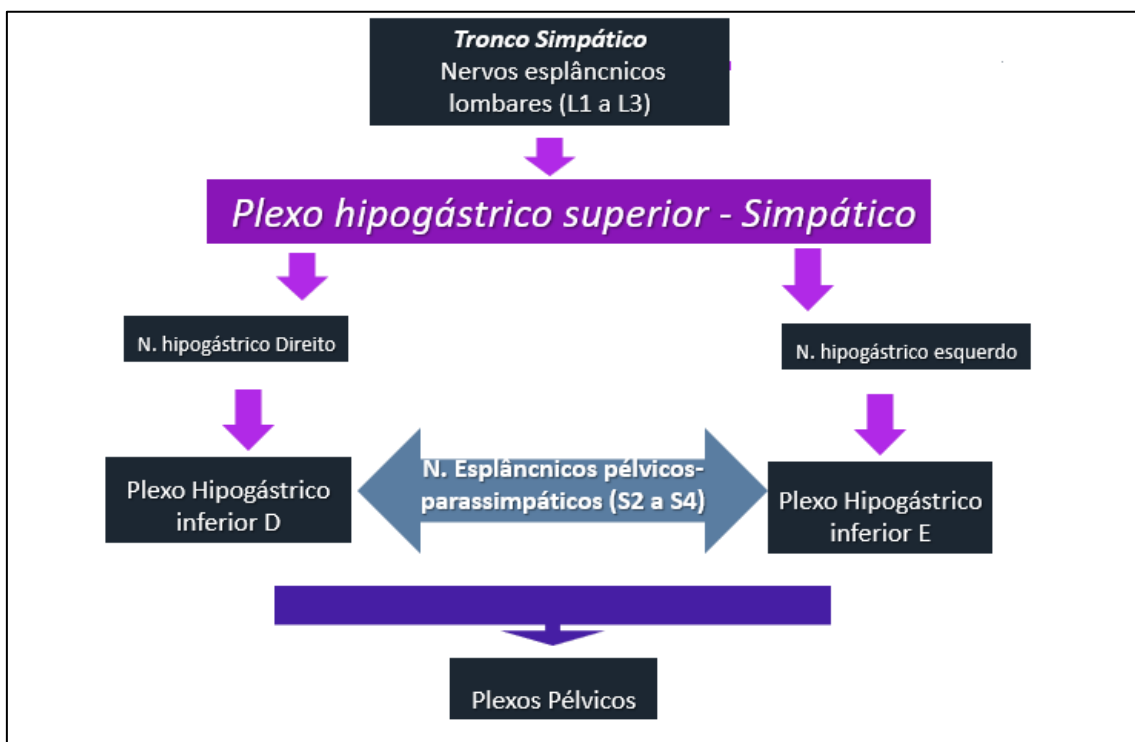 Tronco Simpático
Nervos esplâncnicos
lombares (L1 a L3)
Plexo hipogástrico superior - Simpático
N. hipogástrico Direito
N. hipogástrico esquerdo
N. Esplâncnicos pélvicos-
parassimpáticos (S2 a S4)
Plexo Hipogástrico
inferior D
Plexo Hipogástrico
inferior E
Plexos Pélvicos